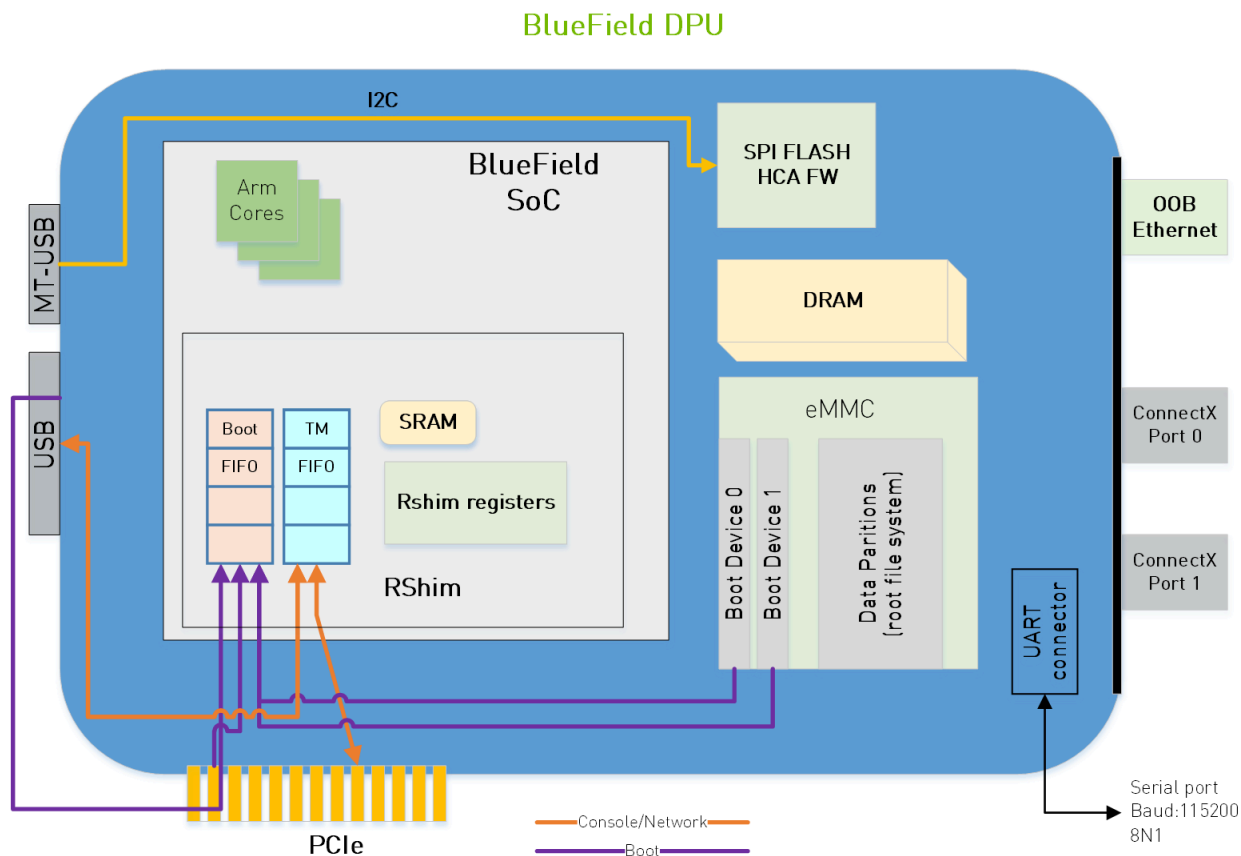 BlueField DPU
I2C
BlueField
SoC
Arm
Cores
SPI FLASH
HCA FW
OOB
Ethernet
MT-USB
DRAM
USB
eMMC
ConnectX
Port 0
Boot
FIFO
TM
FIFO
SRAM
Rshim registers
RShim
Boot Device 0
Boot Device 1
Data Paritions
(root file system)
ConnectX
Port 1
UART
connector
Serial port
Baud:115200
8N1
PCIe
Console/Network
Boot